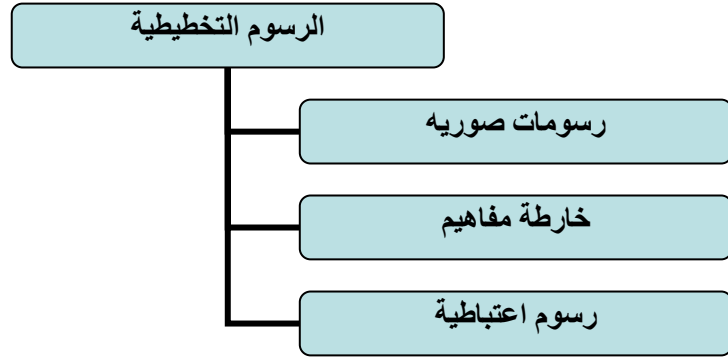 الرسوم التخطيطية
رسومات صوريه
خارطة مفاهيم
رسوم اعتباطية